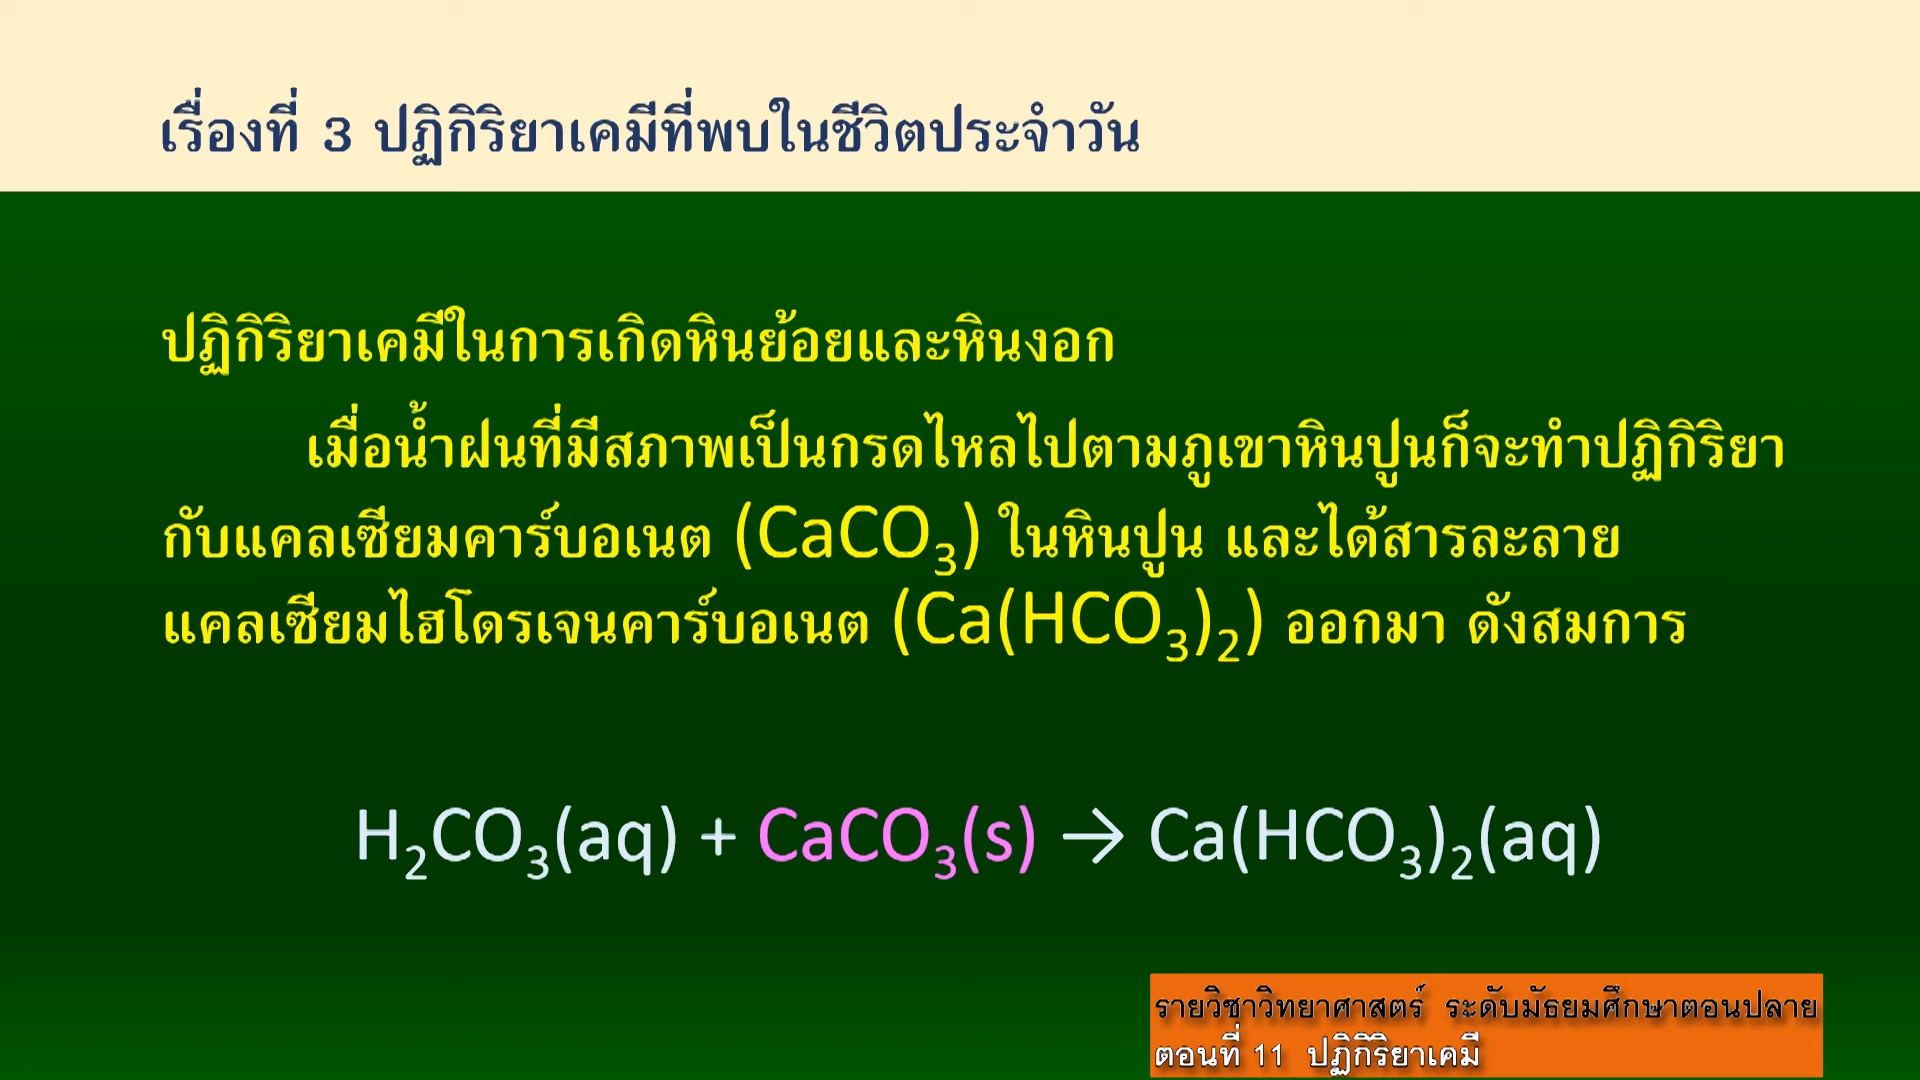 เรื่องที่ 3 ปฏิกิริยาเคมีที่พบในชีวิตประจำวัน
ปฏิกิริยาเคมีในการเกิดหินย้อยและหินงอก
เมื่อน้ำฝนที่มีสภาพเป็นกรดไหลไปตามภูเขาหินปูนก็จะทำปฏิกิริยา
กับแคลเซียมคาร์บอเนต (CaCO₃) ในหินปูน และได้สารละลาย
แคลเซียมไฮโดรเจนคาร์บอเนต (Ca(HCO₃)₂) ออกมา ดังสมการ
H₂CO₃(aq) + CaCO₃(s) → Ca(HCO₃)₂(aq)
รายวิชาวิทยาศาสตร์ ระดับมัธยมศึกษาตอนปลาย
ตอนที่ 11 ปฏิกิริยาเคมี